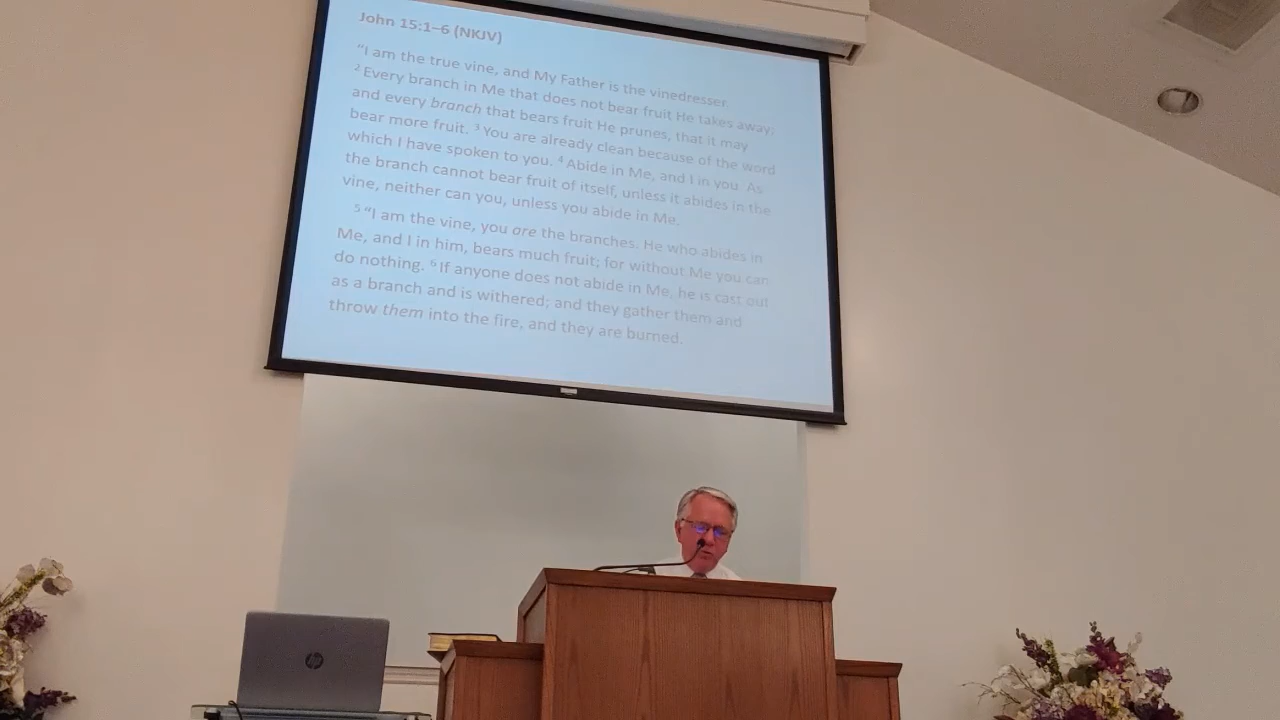 John 15:1–6 (NKJV)
“I am the true vine, and My Father is the vinedresser.
2 Every branch in Me that does not bear fruit He takes away;
and every branch that bears fruit He prunes, that it may
bear more fruit. 3 You are already clean because of the word
which I have spoken to you. 4 Abide in Me, and I in you. As
the branch cannot bear fruit of itself, unless it abides in the
vine, neither can you, unless you abide in Me.
5 “I am the vine, you are the branches. He who abides in
Me, and I in him, bears much fruit; for without Me you can
do nothing. 6 If anyone does not abide in Me, he is cast out
as a branch and is withered; and they gather them and
throw them into the fire, and they are burned.
hp